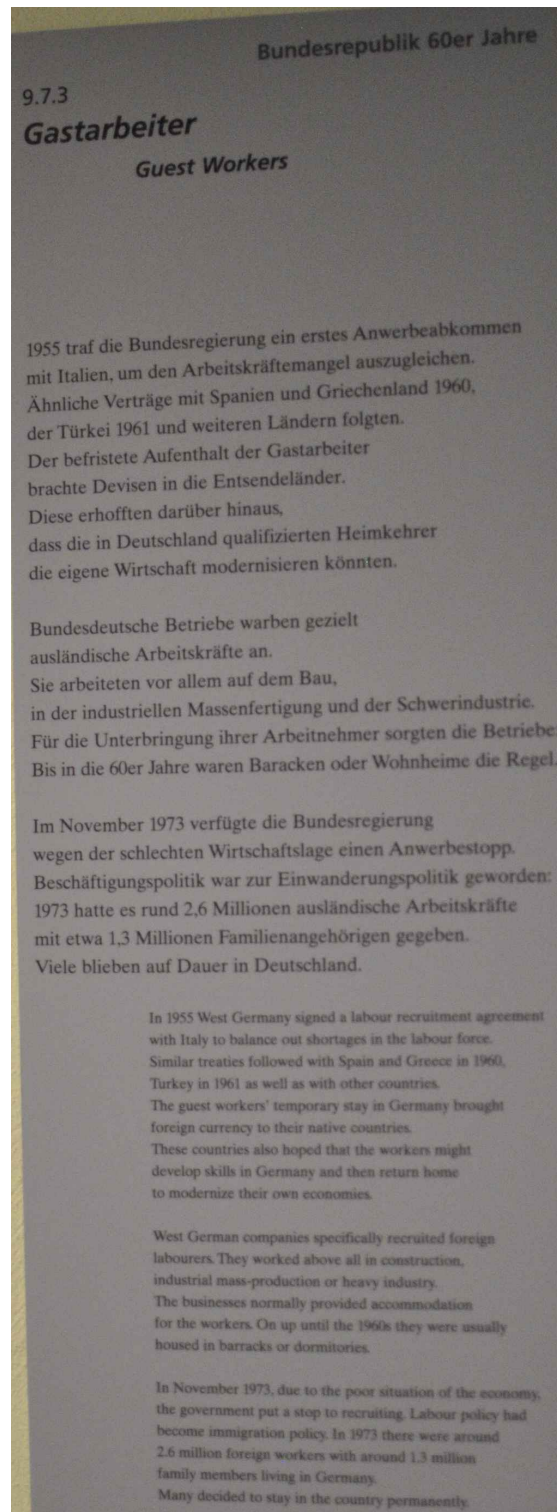 Bundesrepublik 60er Jahre
9.7.3
Gastarbeiter
Guest Workers
1955 traf die Bundesregierung ein erstes Anwerbeabkommen
mit Italien, um den Arbeitskräftemangel auszugleichen.
Ähnliche Verträge mit Spanien und Griechenland 1960,
der Türkei 1961 und weiteren Ländern folgten.
Der befristete Aufenthalt der Gastarbeiter
brachte Devisen in die Entsendeländer.
Diese erhofften darüber hinaus,
dass die in Deutschland qualifizierten Heimkehrer
die eigene Wirtschaft modernisieren könnten.
Bundesdeutsche Betriebe warben gezielt
ausländische Arbeitskräfte an.
Sie arbeiteten vor allem auf dem Bau,
in der industriellen Massenfertigung und der Schwerindustrie.
Für die Unterbringung ihrer Arbeitnehmer sorgten die Betriebe.
Bis in die 60er Jahre waren Baracken oder Wohnheime die Regel.
Im November 1973 verfügte die Bundesregierung
wegen der schlechten Wirtschaftslage einen Anwerbestopp.
Beschäftigungspolitik war zur Einwanderungspolitik geworden:
1973 hatte es rund 2,6 Millionen ausländische Arbeitskräfte
mit etwa 1,3 Millionen Familienangehörigen gegeben.
Viele blieben auf Dauer in Deutschland.
In 1955 West Germany signed a labour recruitment agreement
with Italy to balance out shortages in the labour force.
Similar treaties followed with Spain and Greece in 1960,
Turkey in 1961 as well as with other countries.
The guest workers' temporary stay in Germany brought
foreign currency to their native countries.
These countries also hoped that the workers might
develop skills in Germany and then return home
to modernize their own economies.
West German companies specifically recruited foreign
labourers. They worked above all in construction,
industrial mass-production or heavy industry.
The businesses normally provided accommodation
for the workers. On up until the 1960s they were usually
housed in barracks or dormitories.
In November 1973, due to the poor situation of the economy,
the government put a stop to recruiting. Labour policy had
become immigration policy. In 1973 there were around
2.6 million foreign workers with around 1.3 million
family members living in Germany.
Many decided to stay in the country permanently.